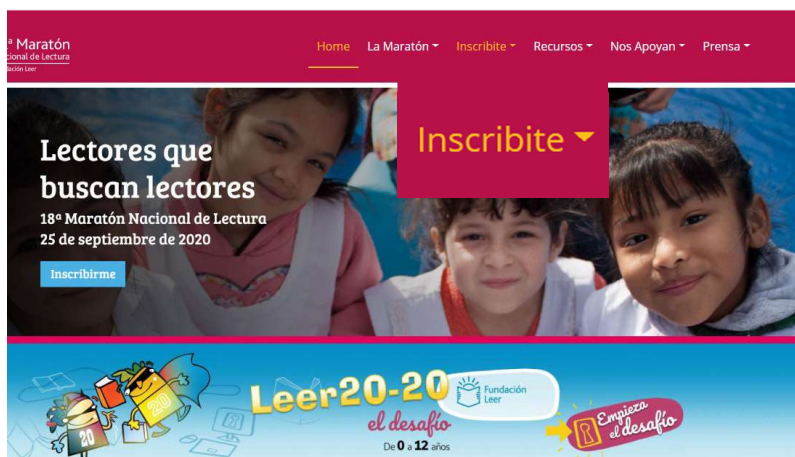 ª Maratón
cional de Lectura
dación Leer
Home La Maratón Inscribite Recursos Nos Apoyan Prensa
Inscribite
Lectores que
buscan lectores
18ª Maratón Nacional de Lectura
25 de septiembre de 2020
Inscribirme
20
20
Leer20-20
Fundación
Leer
el desafío
De 0 a 12 años
Empieza
el desafío